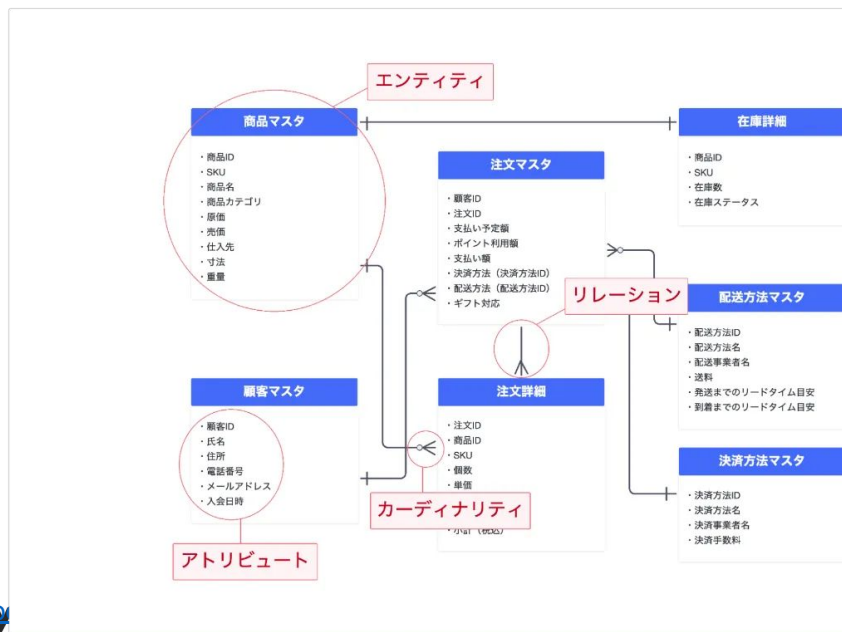 エンティティ
商品マスタ
・商品ID
・SKU
・商品名
・商品カテゴリ
・原価
・売価
・仕入先
・寸法
・重量
在庫詳細
・商品ID
・SKU
・在庫数
・在庫ステータス
注文マスタ
・顧客ID
・注文ID
・支払い予定額
・ポイント利用額
・支払い額
・決済方法（決済方法ID）
・配送方法（配送方法ID）
・ギフト対応
リレーション
配送方法マスタ
・配送方法ID
・配送方法名
・配送事業者名
・送料
・発送までのリードタイム目安
・到着までのリードタイム目安
顧客マスタ
・顧客ID
・氏名
・住所
・電話番号
・メールアドレス
・入会日時
アトリビュート
注文詳細
・注文ID
・商品ID
・SKU
・個数
・単価
カーディナリティ
・小計（税込）
決済方法マスタ
・決済方法ID
・決済方法名
・決済事業者名
・決済手数料